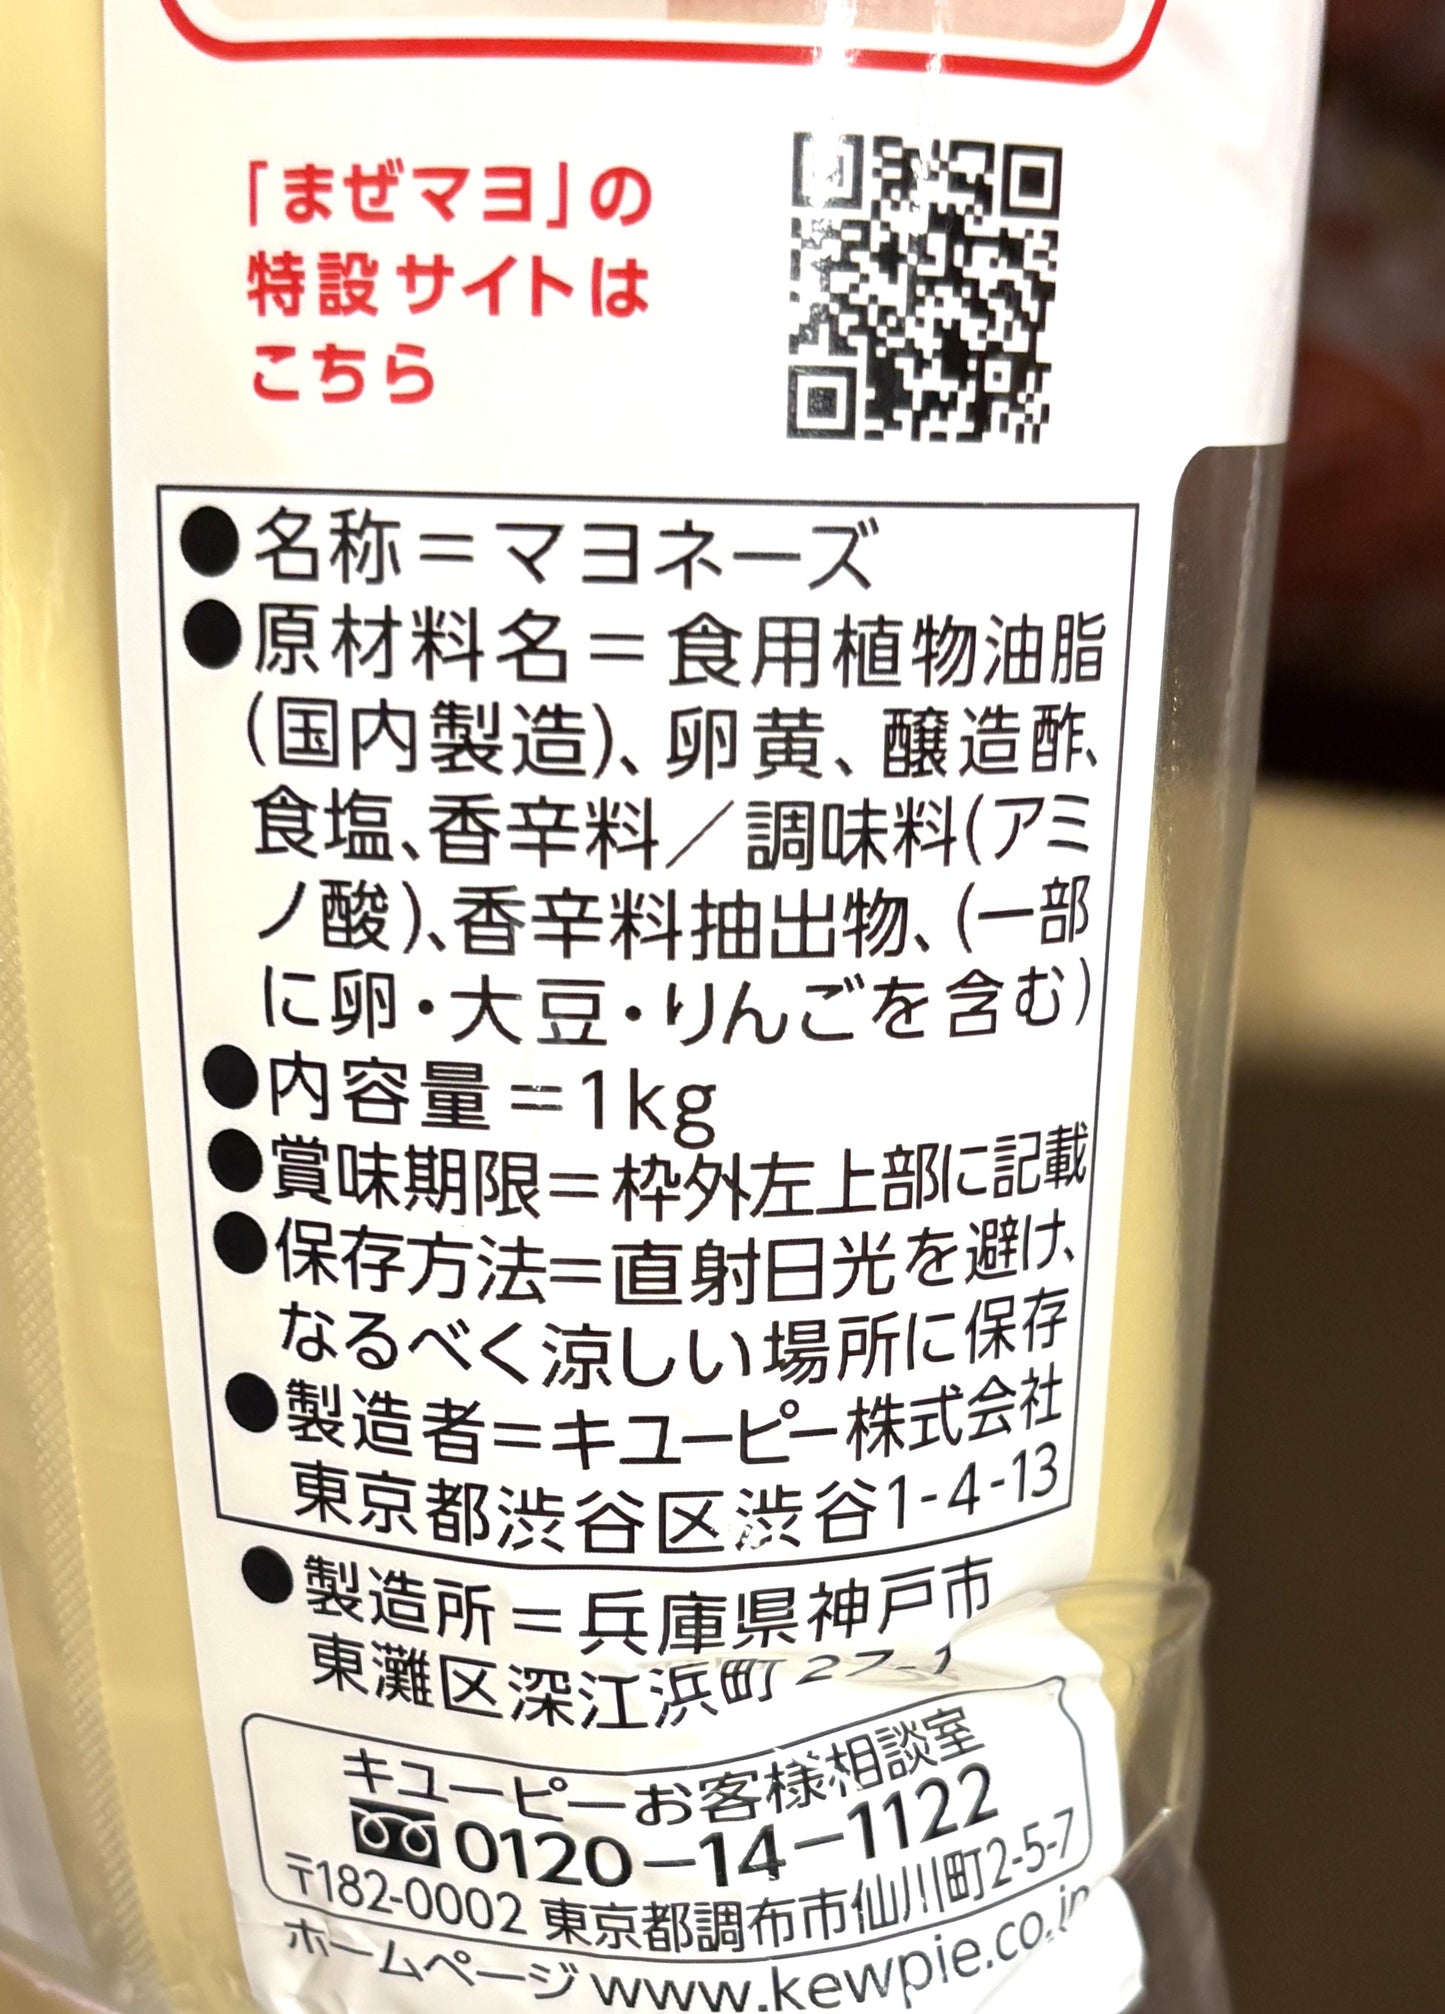 「まぜマヨ」の
特設サイトは
こちら
●名称＝マヨネーズ
●原材料名＝食用植物油脂
（国内製造）、卵黄、醸造酢、
食塩、香辛料／調味料（アミ
ノ酸）、香辛料抽出物、（一部
に卵・大豆・りんごを含む）
●内容量＝1kg
●賞味期限＝枠外左上部に記載
●保存方法＝直射日光を避け、
なるべく涼しい場所に保存
●製造者＝キユーピー株式会社
東京都渋谷区渋谷1-4-13
●製造所＝兵庫県神戸市
東灘区深江浜町27-1
キユーピーお客様相談室
0120-14-1122
〒182-0002 東京都調布市仙川町2-5-7
ホームページ www.kewpie.co.jp